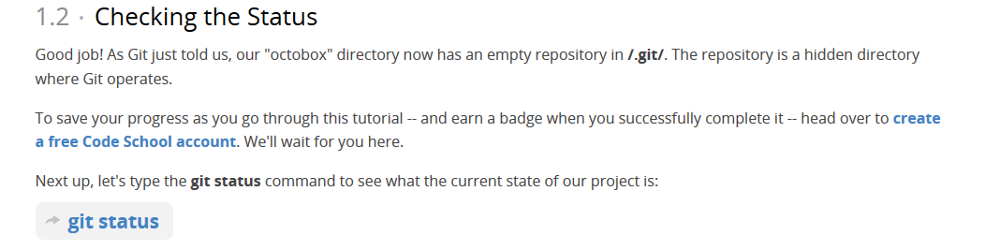 1.2 · Checking the Status
Good job! As Git just told us, our "octobox" directory now has an empty repository in /.git/. The repository is a hidden directory
where Git operates.
To save your progress as you go through this tutorial -- and earn a badge when you successfully complete it -- head over to create
a free Code School account. We'll wait for you here.
Next up, let's type the git status command to see what the current state of our project is:
git status